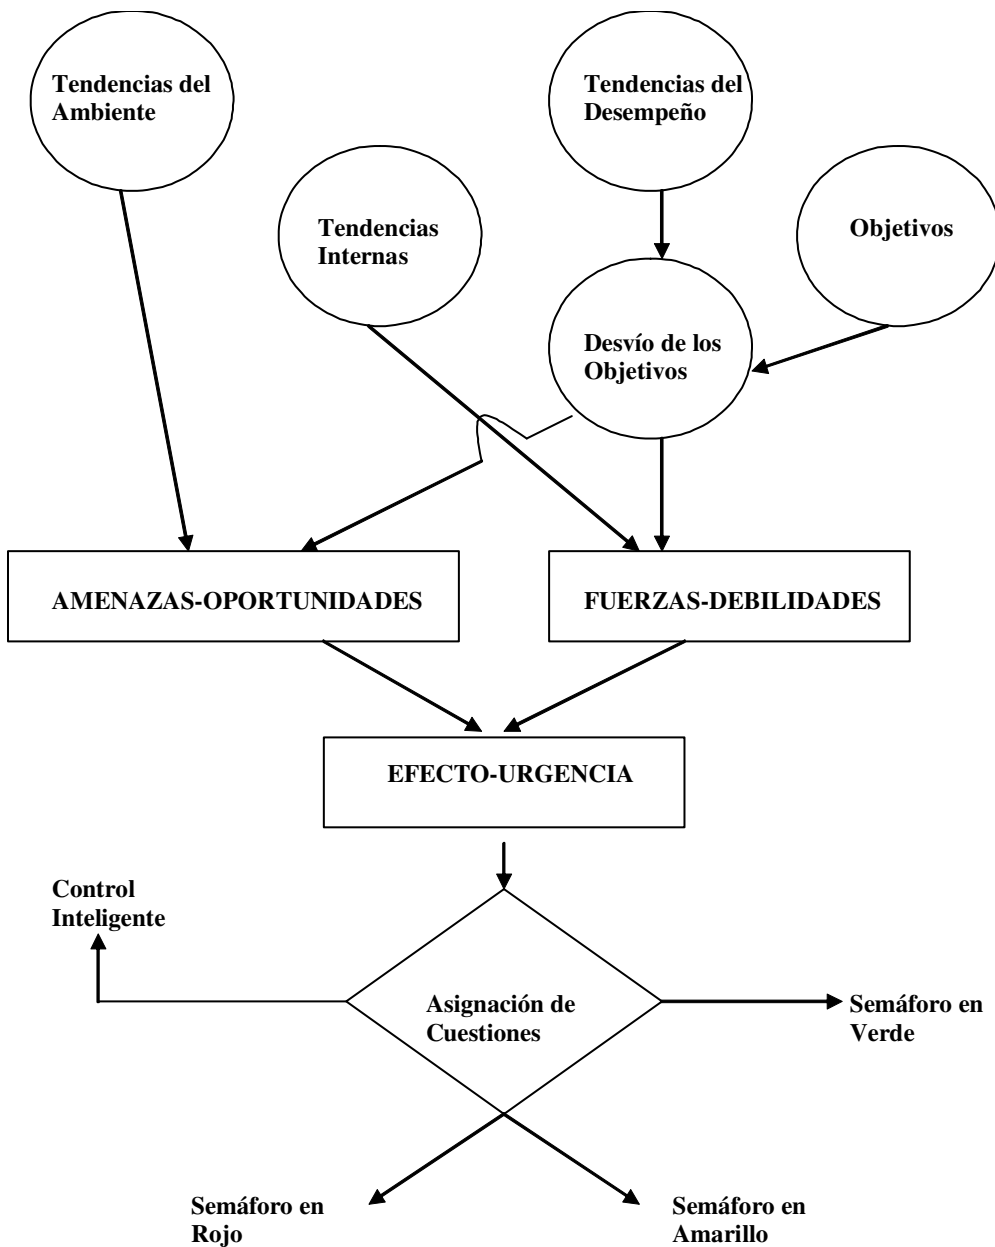 Tendencias del
Ambiente
Tendencias del
Desempeño
Tendencias
Internas
Objetivos
Desvío de los
Objetivos
AMENAZAS-OPORTUNIDADES
FUERZAS-DEBILIDADES
EFECTO-URGENCIA
Control
Inteligente
Asignación de
Cuestiones
Semáforo en
Verde
Semáforo en
Rojo
Semáforo en
Amarillo